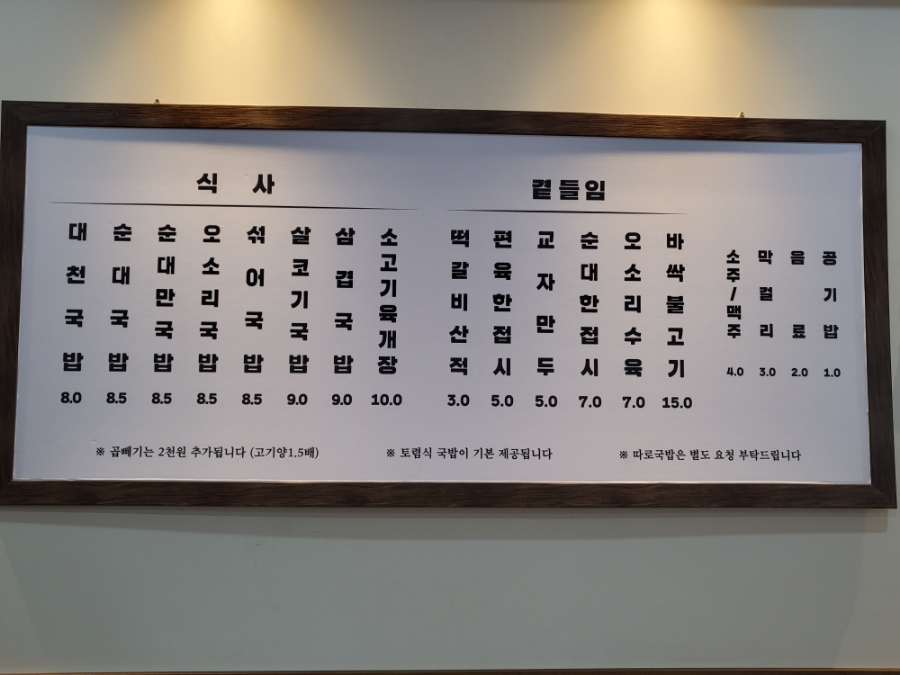 식 사
대천국밥 8.0
순대국밥 8.5
순대만국밥 8.5
오소리국밥 8.5
섞어국밥 8.5
살코기국밥 9.0
삼겹국밥 9.0
소고기육개장 10.0
곁들임
떡갈비산적 3.0
편육한접시 5.0
교자만두 5.0
순대한접시 7.0
오소리수육 7.0
바싹불고기 15.0
소주/맥주 4.0
막걸리 3.0
음료 2.0
공기밥 1.0
※ 곱빼기는 2천원 추가됩니다 (고기양1.5배)
※ 토렴식 국밥이 기본 제공됩니다
※ 따로국밥은 별도 요청 부탁드립니다